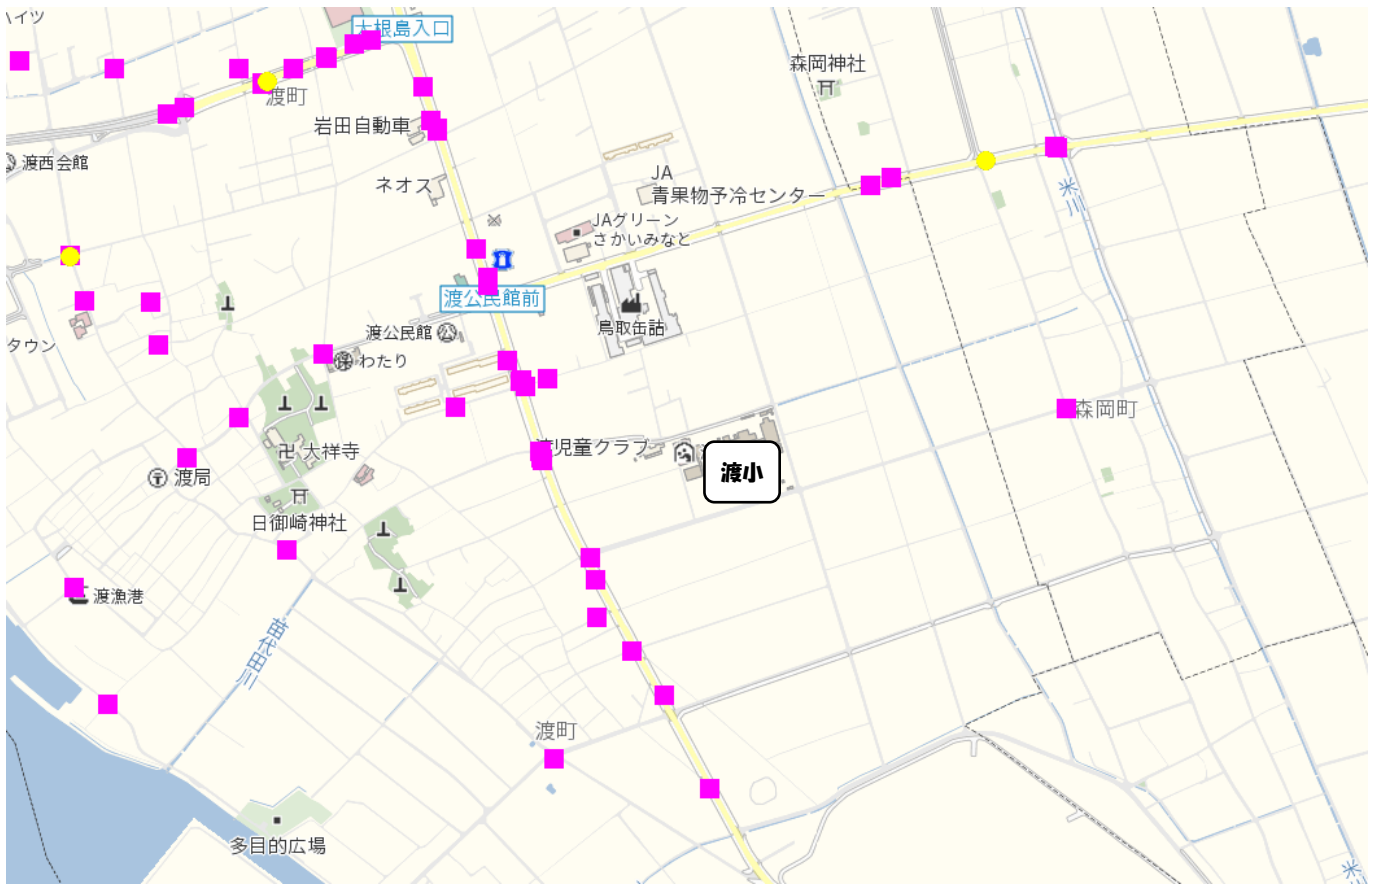 ハイツ
大根島入口
森岡神社
渡町
岩田自動車
渡西会館
JA
青果物予冷センター
ネオス
米川
JAグリーン
さかいみなと
渡公民館前
鳥取缶詰
渡公民館
タウン
わたり
森岡町
渡児童クラブ
大祥寺
渡小
渡局
日御崎神社
渡漁港
苗代田川
渡町
多目的広場
米